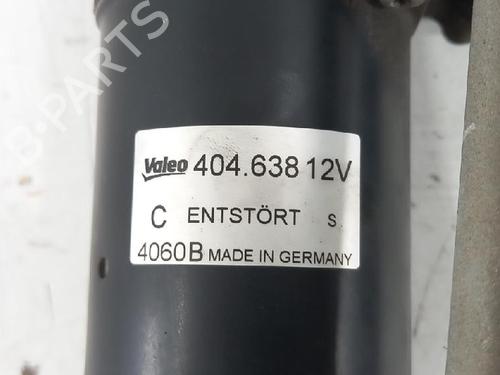 B-PARTS
Valeo 404.638 12V
C ENTSTÖRT S.
4060B MADE IN GERMANY